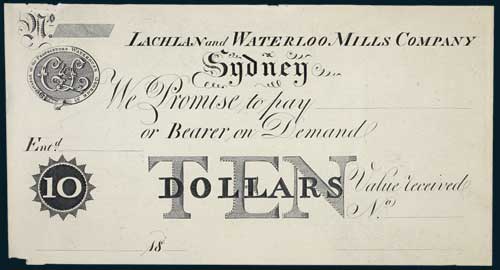 No.
LACHLAN and WATERLOO MILLS COMPANY
Sydney
We Promise to pay
or Bearer, on Demand
Entd.
10
TEN
DOLLARS
Value received
No.
18